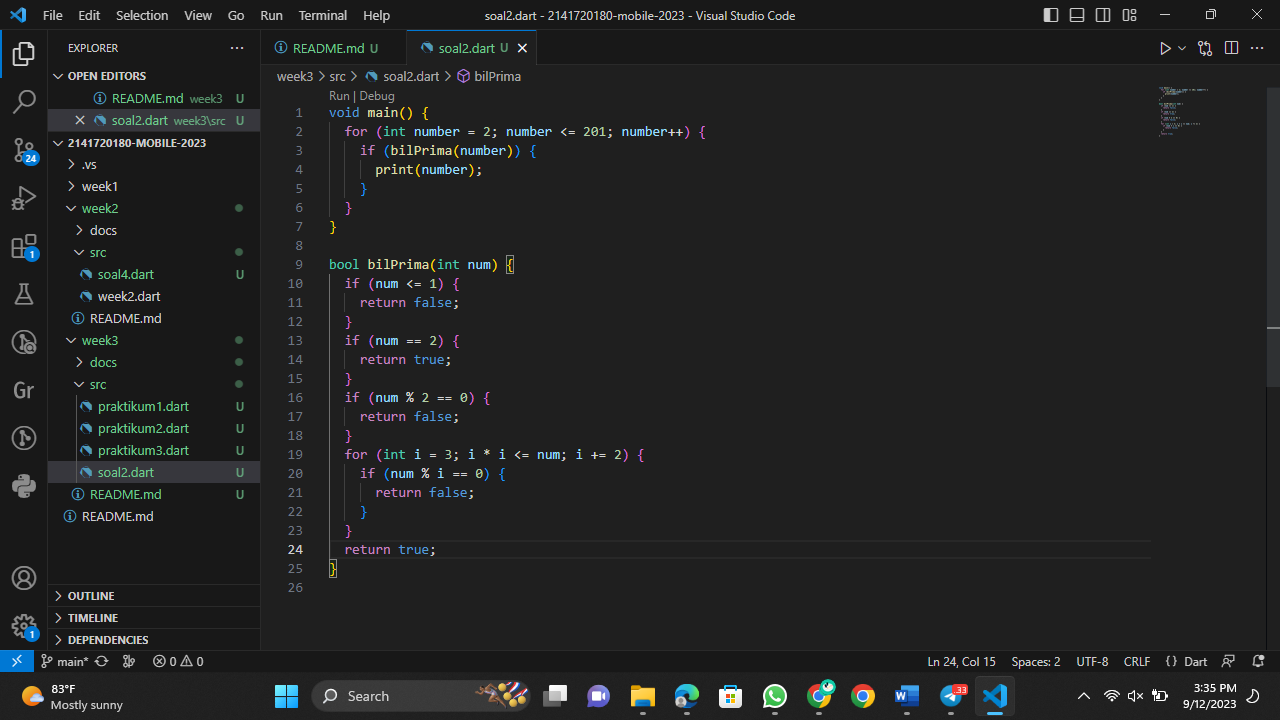 File Edit Selection View Go Run Terminal Help
soal2.dart - 2141720180-mobile-2023 - Visual Studio Code
EXPLORER
OPEN EDITORS
README.md week3 U
soal2.dart week3\src U
2141720180-MOBILE-2023
.vs
week1
week2
docs
src
soal4.dart U
week2.dart
README.md
week3
docs
src
praktikum1.dart U
praktikum2.dart U
praktikum3.dart U
soal2.dart U
README.md U
README.md
OUTLINE
TIMELINE
DEPENDENCIES
24
1
Gr
1
README.md U
soal2.dart U
week3 > src > soal2.dart > bilPrima
Run | Debug
1 void main() {
2 for (int number = 2; number <= 201; number++) {
3 if (bilPrima(number)) {
4 print(number);
5 }
6 }
7 }
8
9 bool bilPrima(int num) {
10 if (num <= 1) {
11 return false;
12 }
13 if (num == 2) {
14 return true;
15 }
16 if (num % 2 == 0) {
17 return false;
18 }
19 for (int i = 3; i * i <= num; i += 2) {
20 if (num % i == 0) {
21 return false;
22 }
23 }
24 return true;
25 }
26
main* 0 0
Ln 24, Col 15 Spaces: 2 UTF-8 CRLF { } Dart
83°F
Mostly sunny
Search
33
3:35 PM
9/12/2023